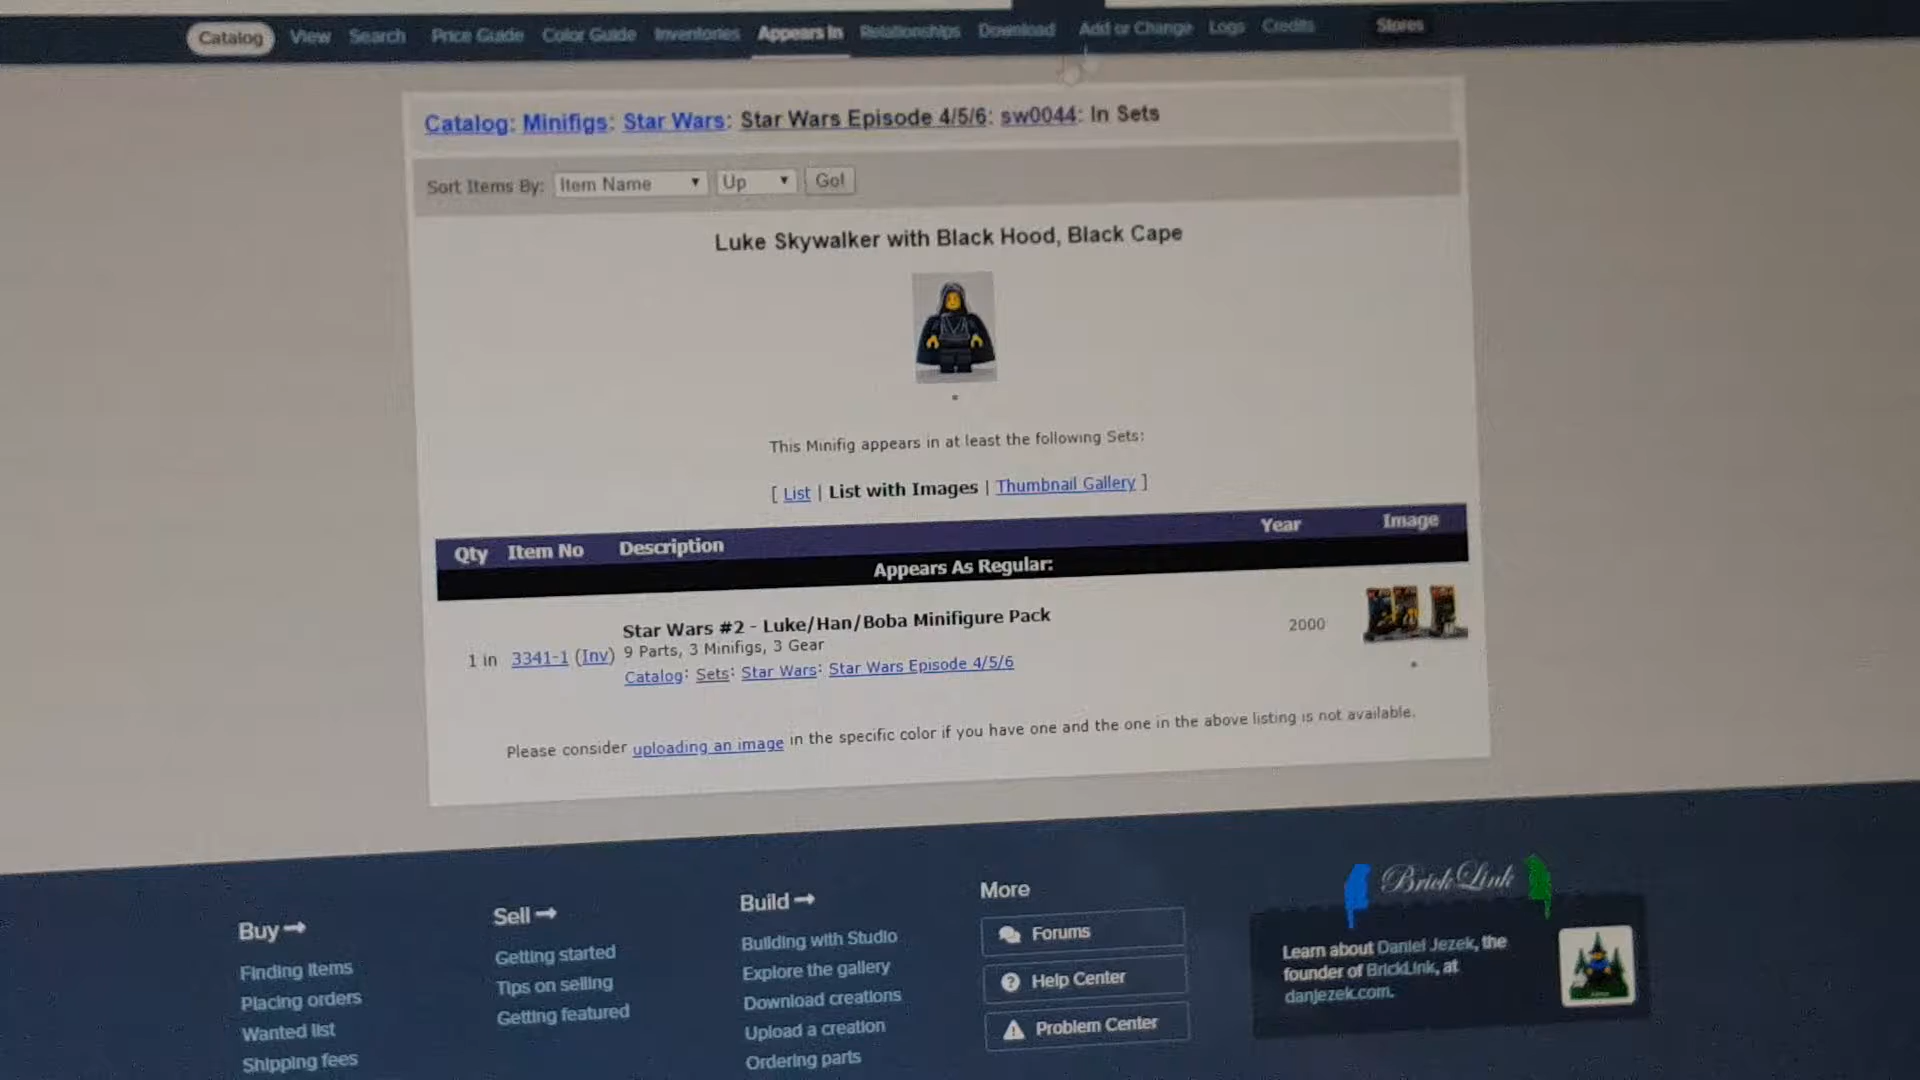 Catalog View Search Price Guide Color Guide Inventories Appears In Relationships Download Add or Change Logs Credits Stores
Catalog: Minifigs: Star Wars: Star Wars Episode 4/5/6: sw0044: In Sets
Sort Items By: Item Name Up Go!
Luke Skywalker with Black Hood, Black Cape
This Minifig appears in at least the following Sets:
[ List | List with Images | Thumbnail Gallery ]
Qty Item No Description Year Image
Appears As Regular:
Star Wars #2 - Luke/Han/Boba Minifigure Pack
1 in 3341-1 (Inv) 9 Parts, 3 Minifigs, 3 Gear 2000
Catalog: Sets: Star Wars: Star Wars Episode 4/5/6
Please consider uploading an image in the specific color if you have one and the one in the above listing is not available.
Buy
Finding items
Placing orders
Wanted list
Shipping fees
Sell
Getting started
Tips on selling
Getting featured
Build
Building with Studio
Explore the gallery
Download creations
Upload a creation
Ordering parts
More
Forums
Help Center
Problem Center
BrickLink
Learn about Daniel Jezek, the
founder of BrickLink, at
danjezek.com.